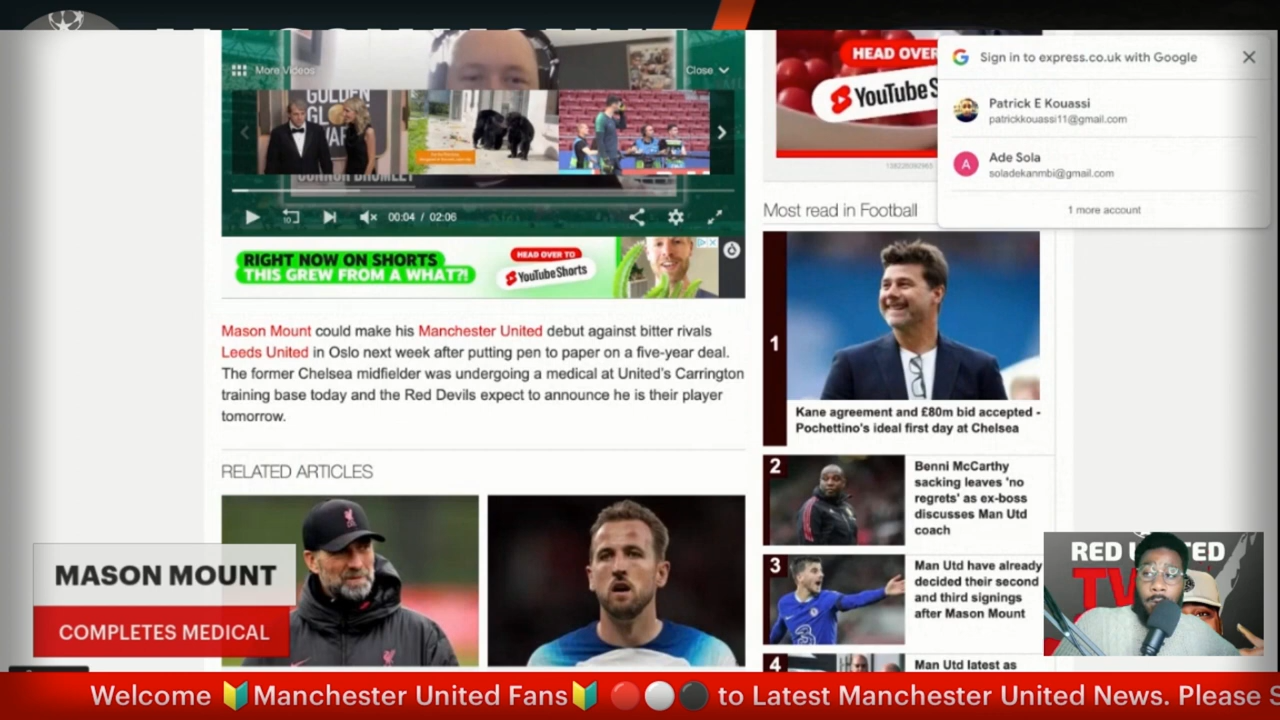 More Videos
Close
GOLDEN
GLOBE
CONNOR BROMLEY
10
00:04 / 02:06
RIGHT NOW ON SHORTS
THIS GREW FROM A WHAT?!
HEAD OVER TO
YouTube Shorts
HEAD OVER
YouTube S
Sign in to express.co.uk with Google
Patrick E Kouassi
patrickkouassi11@gmail.com
A
Ade Sola
soladekanmbi@gmail.com
1 more account
Mason Mount could make his Manchester United debut against bitter rivals
Leeds United in Oslo next week after putting pen to paper on a five-year deal.
The former Chelsea midfielder was undergoing a medical at United's Carrington
training base today and the Red Devils expect to announce he is their player
tomorrow.
RELATED ARTICLES
Most read in Football
1
Kane agreement and £80m bid accepted -
Pochettino's ideal first day at Chelsea
2
Benni McCarthy
sacking leaves 'no
regrets' as ex-boss
discusses Man Utd
coach
3
Man Utd have already
decided their second
and third signings
after Mason Mount
4
Man Utd latest as
MASON MOUNT
COMPLETES MEDICAL
RED UNITED
TV
Welcome 🔰Manchester United Fans🔰 🔴⚪⚫ to Latest Manchester United News. Please S